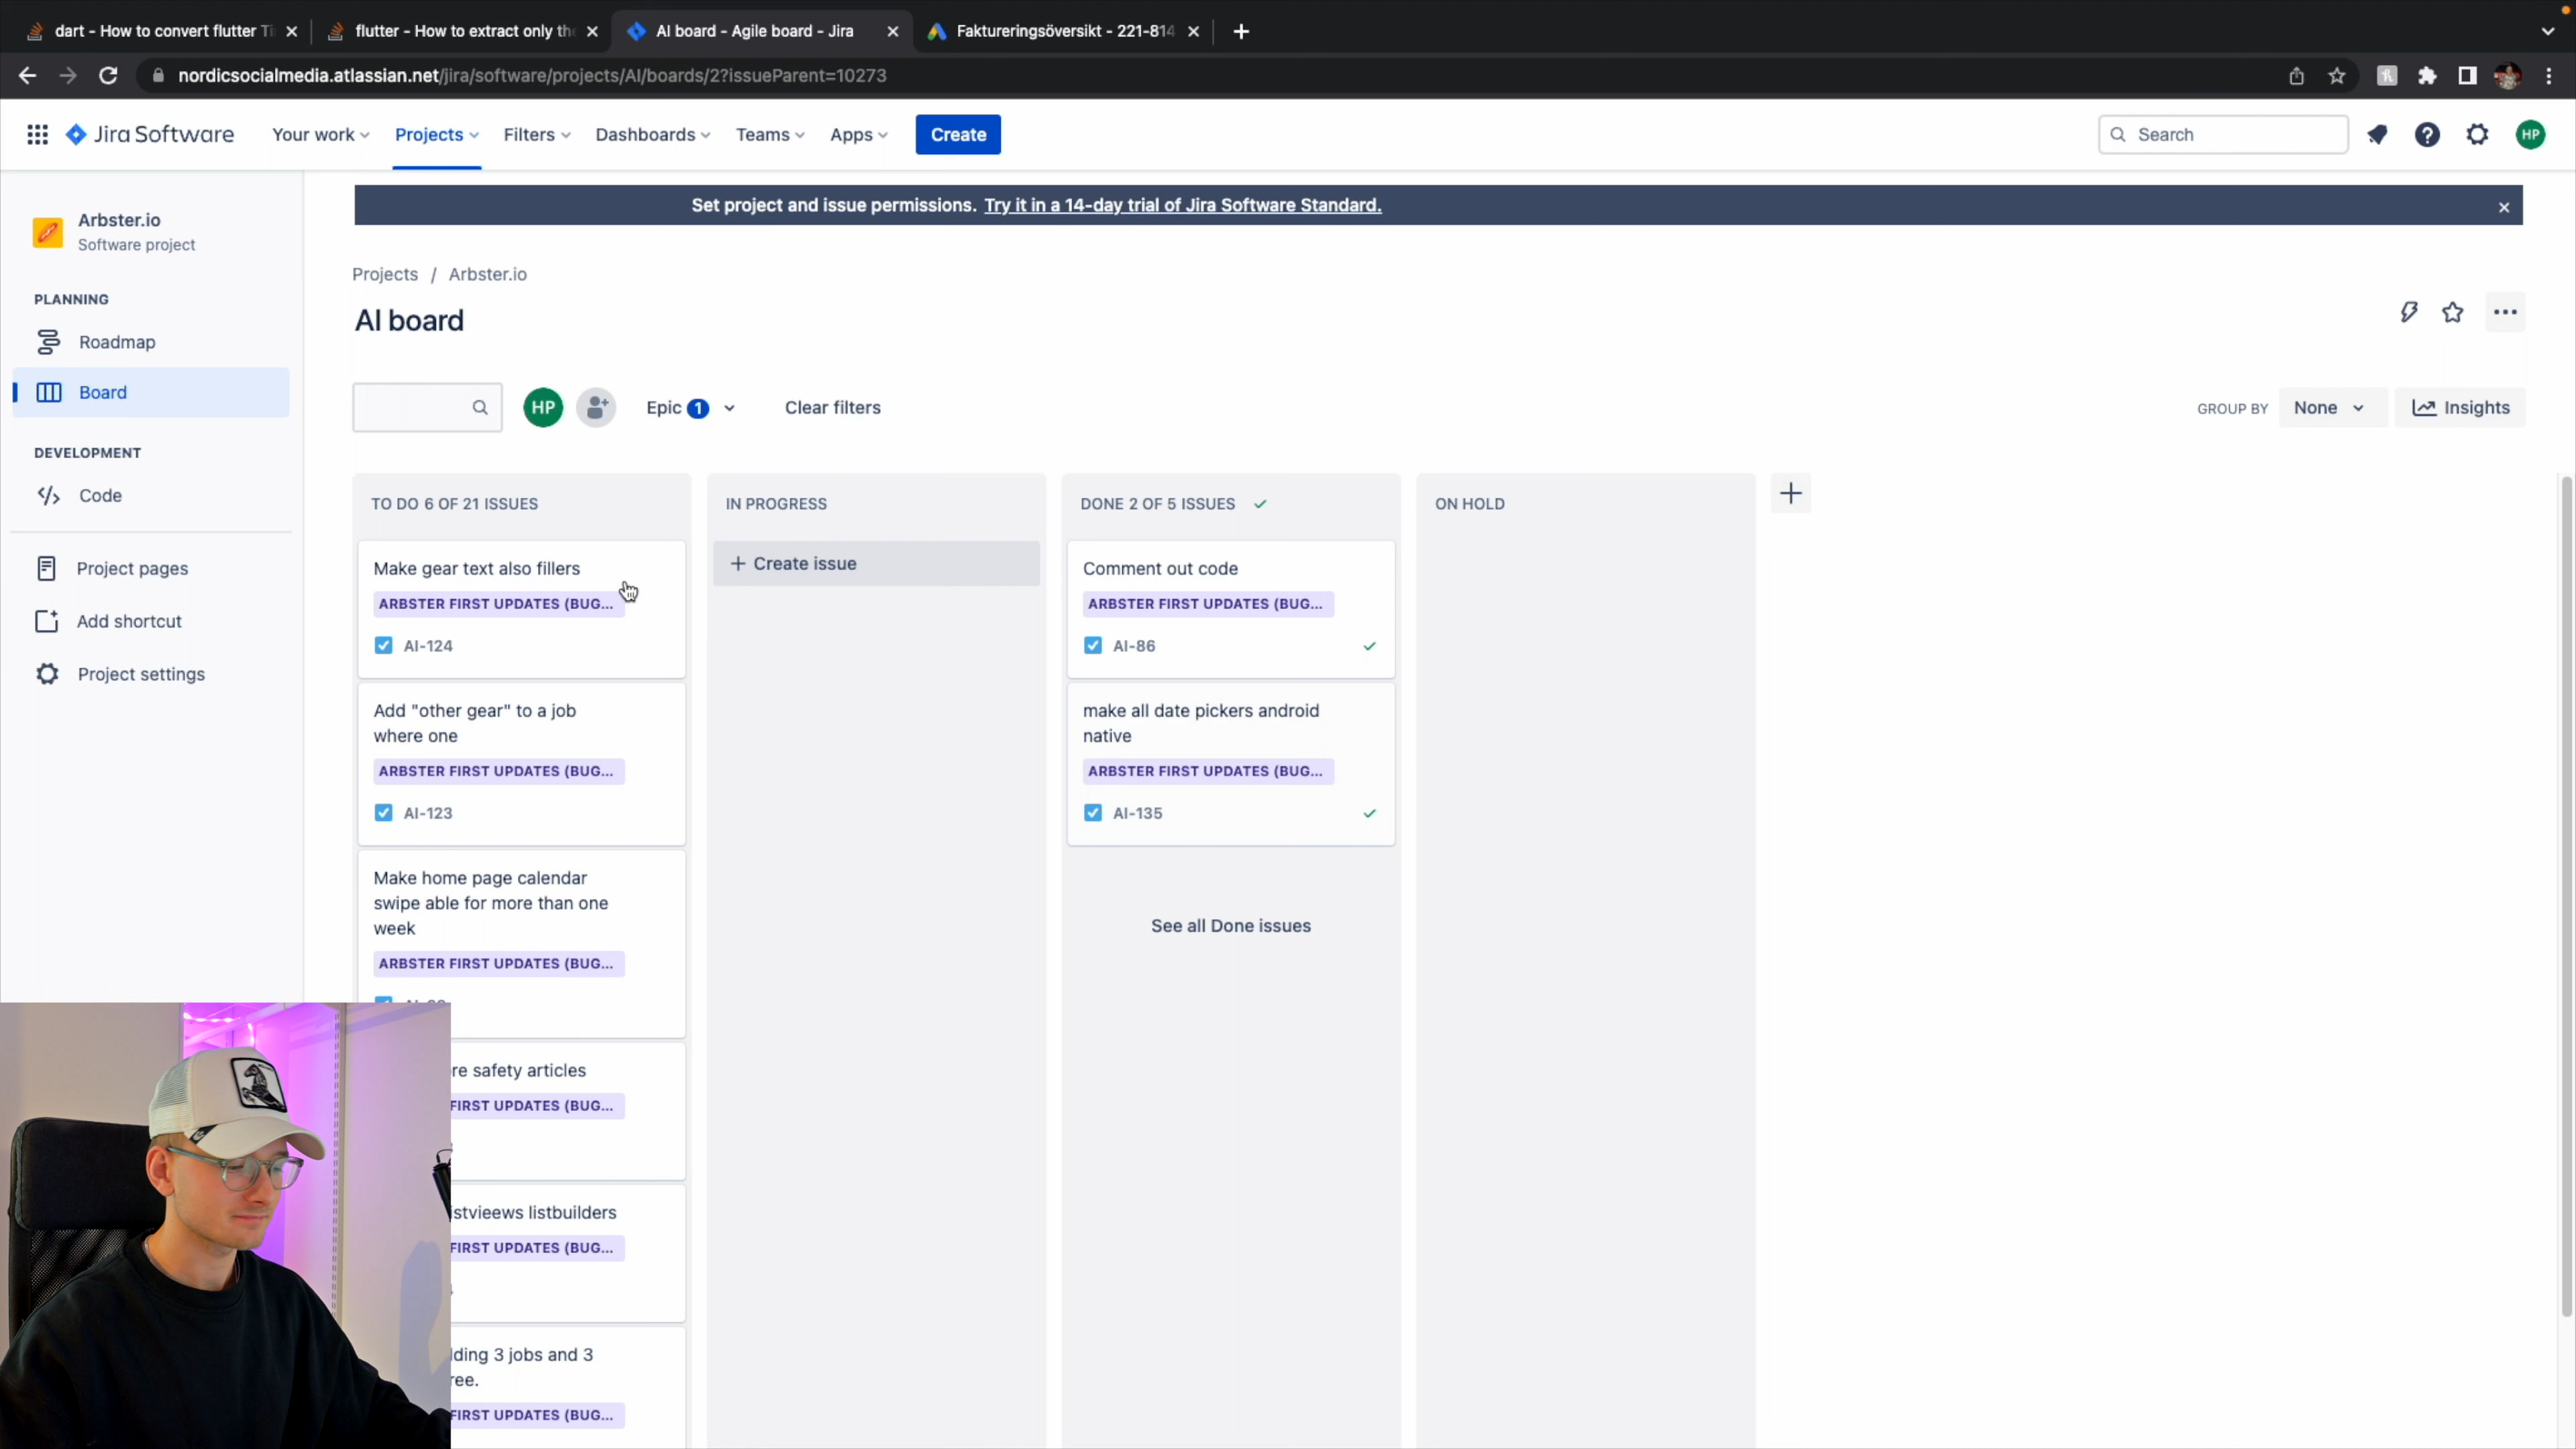 dart - How to convert flutter Ti
flutter - How to extract only the
AI board - Agile board - Jira
Faktureringsöversikt - 221-814
nordicsocialmedia.atlassian.net/jira/software/projects/AI/boards/2?issueParent=10273
Jira Software
Your work
Projects
Filters
Dashboards
Teams
Apps
Create
Search
HP
Arbster.io
Software project
Set project and issue permissions. Try it in a 14-day trial of Jira Software Standard.
Projects / Arbster.io
AI board
PLANNING
Roadmap
Board
DEVELOPMENT
Code
Project pages
Add shortcut
Project settings
HP
Epic 1
Clear filters
GROUP BY
None
Insights
TO DO 6 OF 21 ISSUES
Make gear text also fillers
ARBSTER FIRST UPDATES (BUG...
AI-124
Add "other gear" to a job
where one
ARBSTER FIRST UPDATES (BUG...
AI-123
Make home page calendar
swipe able for more than one
week
ARBSTER FIRST UPDATES (BUG...
re safety articles
FIRST UPDATES (BUG...
istvieews listbuilders
FIRST UPDATES (BUG...
ding 3 jobs and 3
ree.
FIRST UPDATES (BUG...
IN PROGRESS
+ Create issue
DONE 2 OF 5 ISSUES
Comment out code
ARBSTER FIRST UPDATES (BUG...
AI-86
make all date pickers android
native
ARBSTER FIRST UPDATES (BUG...
AI-135
See all Done issues
ON HOLD